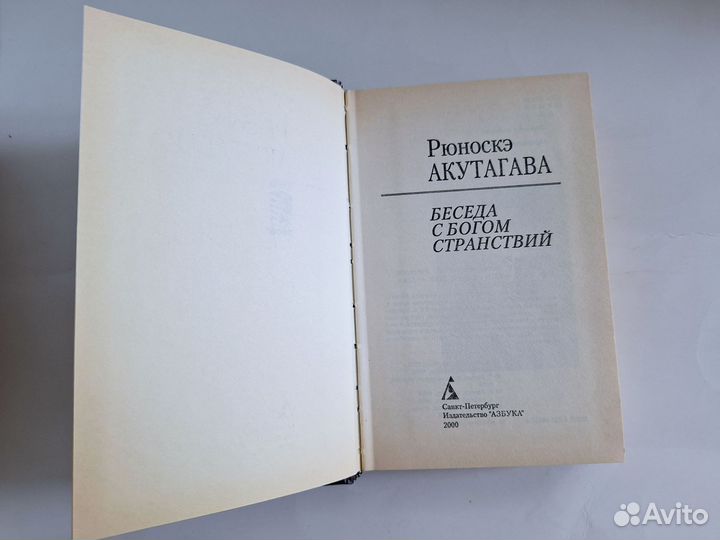 Рюноскэ
АКУТАГАВА
БЕСЕДА
С БОГОМ
СТРАНСТВИЙ
Санкт-Петербург
Издательство "АЗБУКА"
2000
Avito